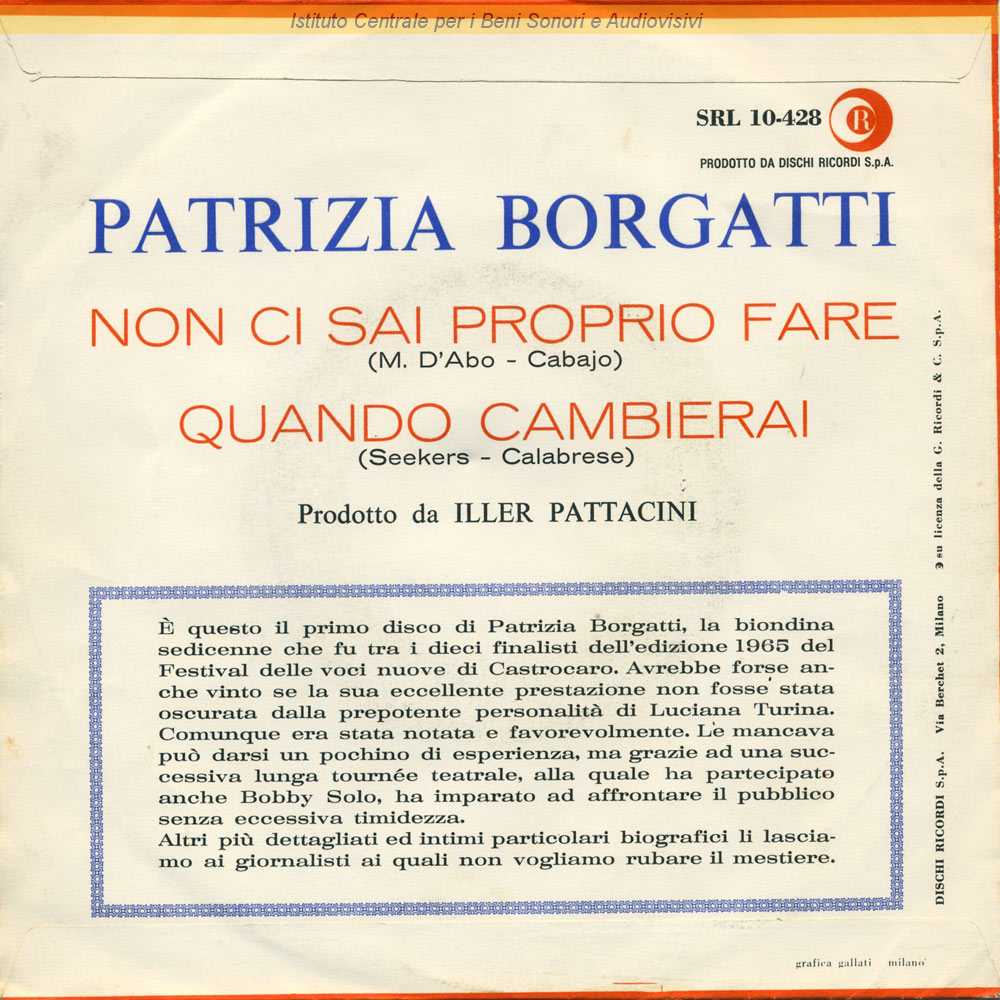 Istituto Centrale per i Beni Sonori e Audiovisivi
SRL 10-428
R
PRODOTTO DA DISCHI RICORDI S.p.A.
PATRIZIA BORGATTI
NON CI SAI PROPRIO FARE
(M. D'Abo - Cabajo)
QUANDO CAMBIERAI
(Seekers - Calabrese)
Prodotto da ILLER PATTACINI
È questo il primo disco di Patrizia Borgatti, la biondina
sedicenne che fu tra i dieci finalisti dell'edizione 1965 del
Festival delle voci nuove di Castrocaro. Avrebbe forse an-
che vinto se la sua eccellente prestazione non fosse stata
oscurata dalla prepotente personalità di Luciana Turina.
Comunque era stata notata e favorevolmente. Le mancava
può darsi un pochino di esperienza, ma grazie ad una suc-
cessiva lunga tournée teatrale, alla quale ha partecipato
anche Bobby Solo, ha imparato ad affrontare il pubblico
senza eccessiva timidezza.
Altri più dettagliati ed intimi particolari biografici li lascia-
mo ai giornalisti ai quali non vogliamo rubare il mestiere.
DISCHI RICORDI S.p.A. Via Berchet 2, Milano su licenza della G. Ricordi & C. S.p.A.
grafica gallati milano